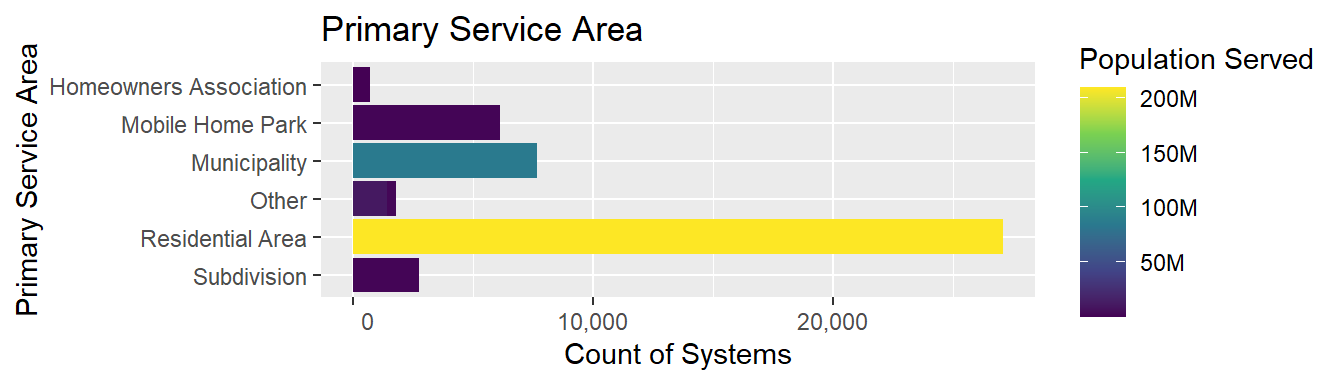 Primary Service Area
Primary Service Area
Homeowners Association
Mobile Home Park
Municipality
Other
Residential Area
Subdivision
0
10,000
20,000
Count of Systems
Population Served
200M
150M
100M
50M